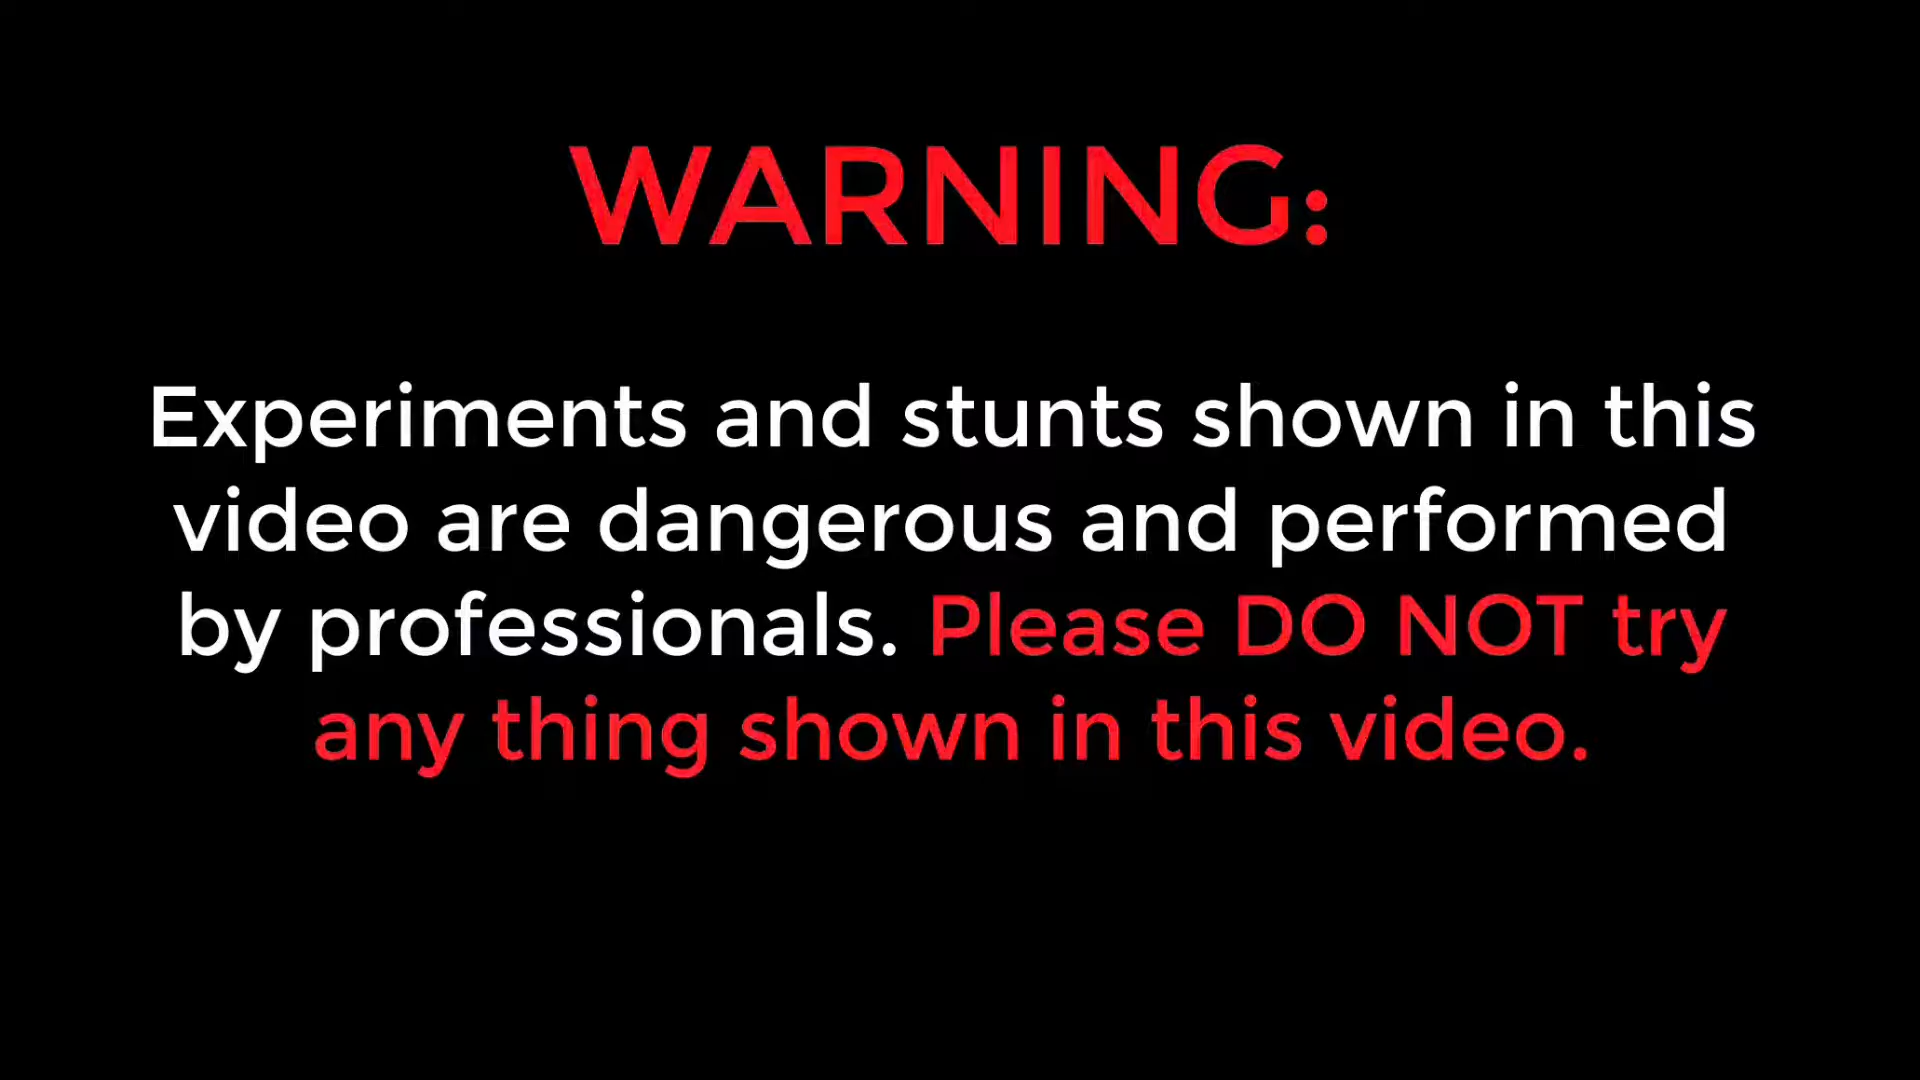 WARNING:
Experiments and stunts shown in this
video are dangerous and performed
by professionals. Please DO NOT try
any thing shown in this video.